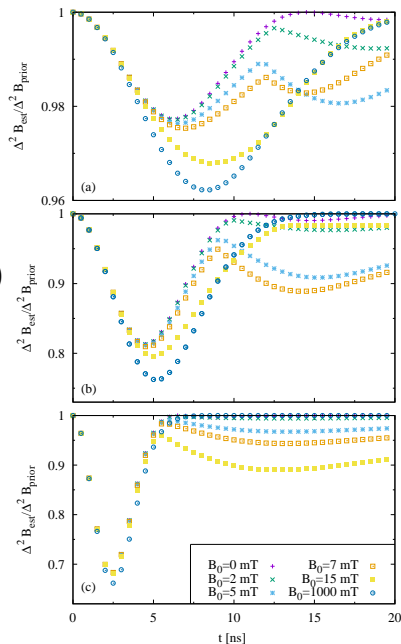 1
0.98
0.96
Δ² B_est/Δ² B_prior
(a)
1
0.9
0.8
Δ² B_est/Δ² B_prior
(b)
)
1
0.9
0.8
0.7
Δ² B_est/Δ² B_prior
(c)
B₀=0 mT
B₀=2 mT
B₀=5 mT
B₀=7 mT
B₀=15 mT
B₀=1000 mT
0 5 10 15 20
t [ns]